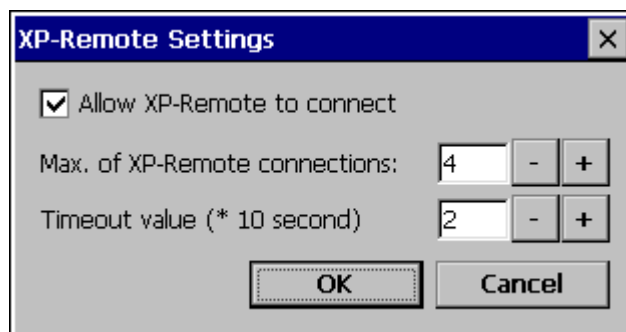 XP-Remote Settings
Allow XP-Remote to connect
Max. of XP-Remote connections: 4 - +
Timeout value (* 10 second) 2 - +
OK Cancel